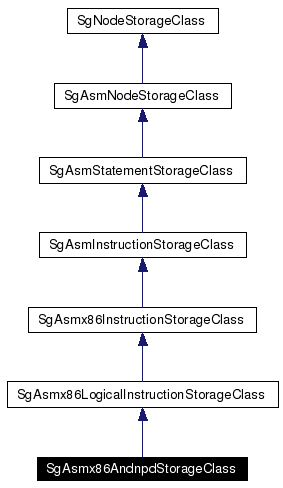 SgNodeStorageClass
SgAsmNodeStorageClass
SgAsmStatementStorageClass
SgAsmInstructionStorageClass
SgAsmx86InstructionStorageClass
SgAsmx86LogicalInstructionStorageClass
SgAsmx86AndnpdStorageClass